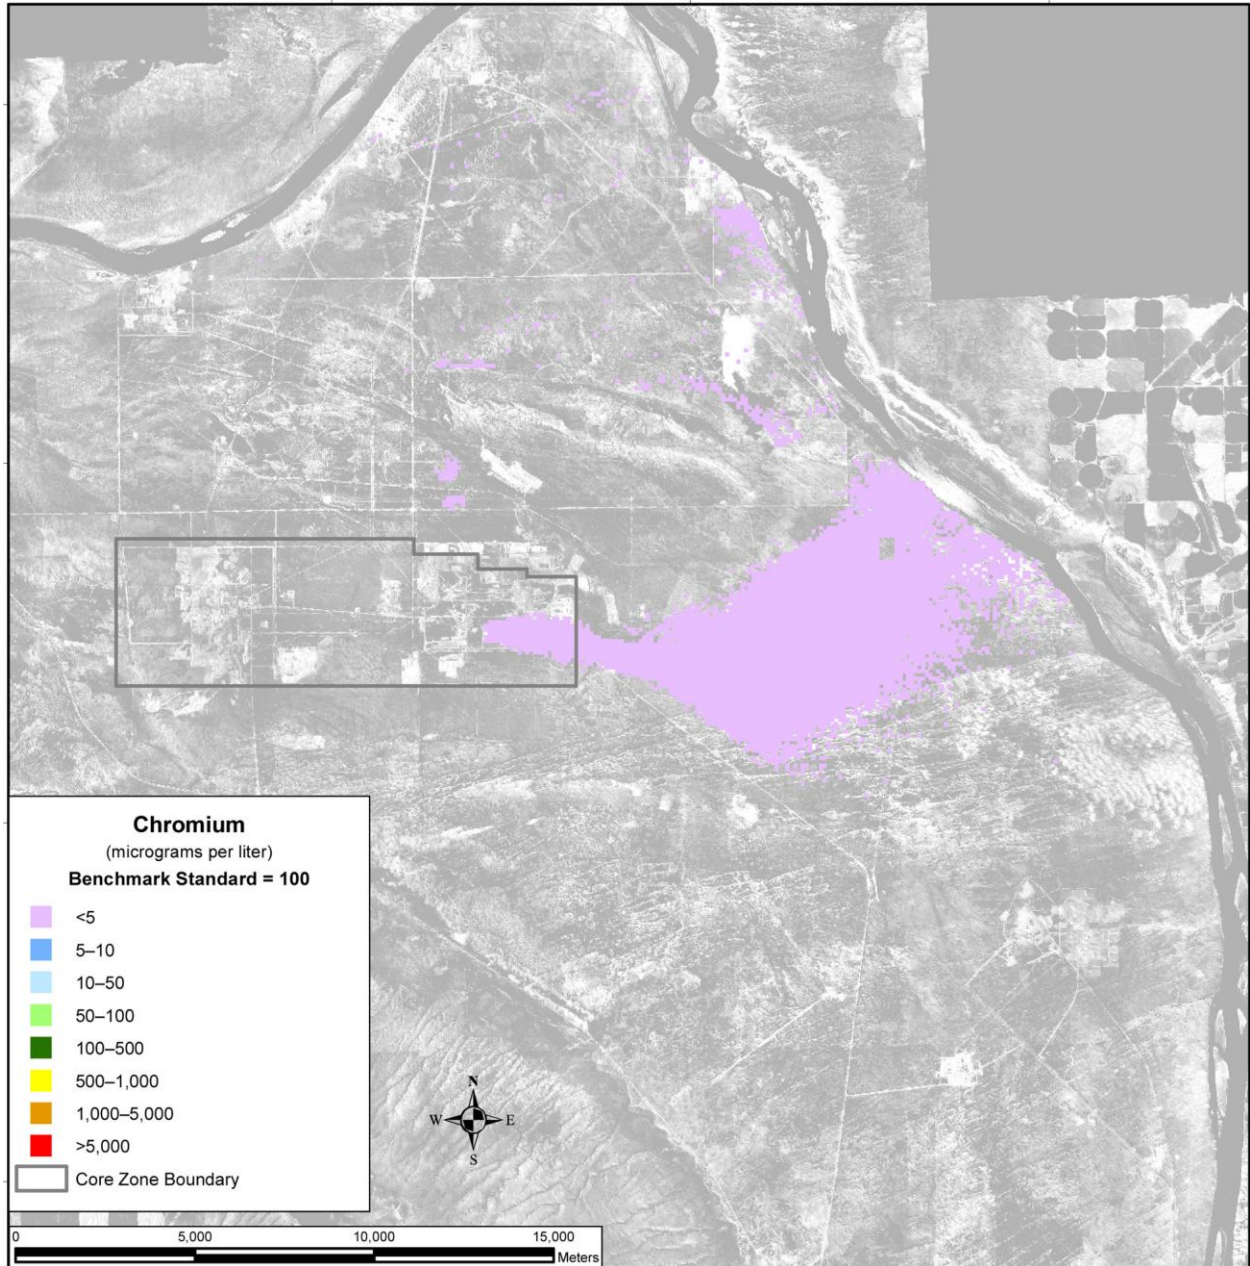 Chromium
(micrograms per liter)
Benchmark Standard = 100
<5
5–10
10–50
50–100
100–500
500–1,000
1,000–5,000
>5,000
Core Zone Boundary
N
W E
S
0 5,000 10,000 15,000
Meters